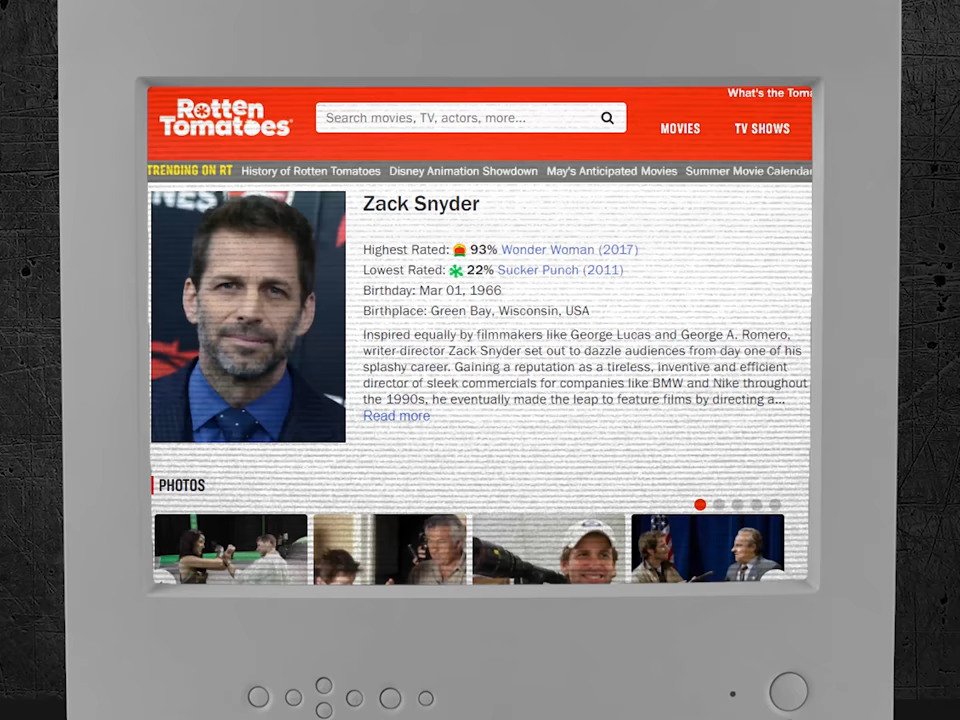 What's the Toma
Rotten
Tomatoes
Search movies, TV, actors, more...
MOVIES
TV SHOWS
TRENDING ON RT History of Rotten Tomatoes Disney Animation Showdown May's Anticipated Movies Summer Movie Calendar
Zack Snyder
Highest Rated: 93% Wonder Woman (2017)
Lowest Rated: 22% Sucker Punch (2011)
Birthday: Mar 01, 1966
Birthplace: Green Bay, Wisconsin, USA
Inspired equally by filmmakers like George Lucas and George A. Romero,
writer-director Zack Snyder set out to dazzle audiences from day one of his
splashy career. Gaining a reputation as a tireless, inventive and efficient
director of sleek commercials for companies like BMW and Nike throughout
the 1990s, he eventually made the leap to feature films by directing a...
Read more
PHOTOS